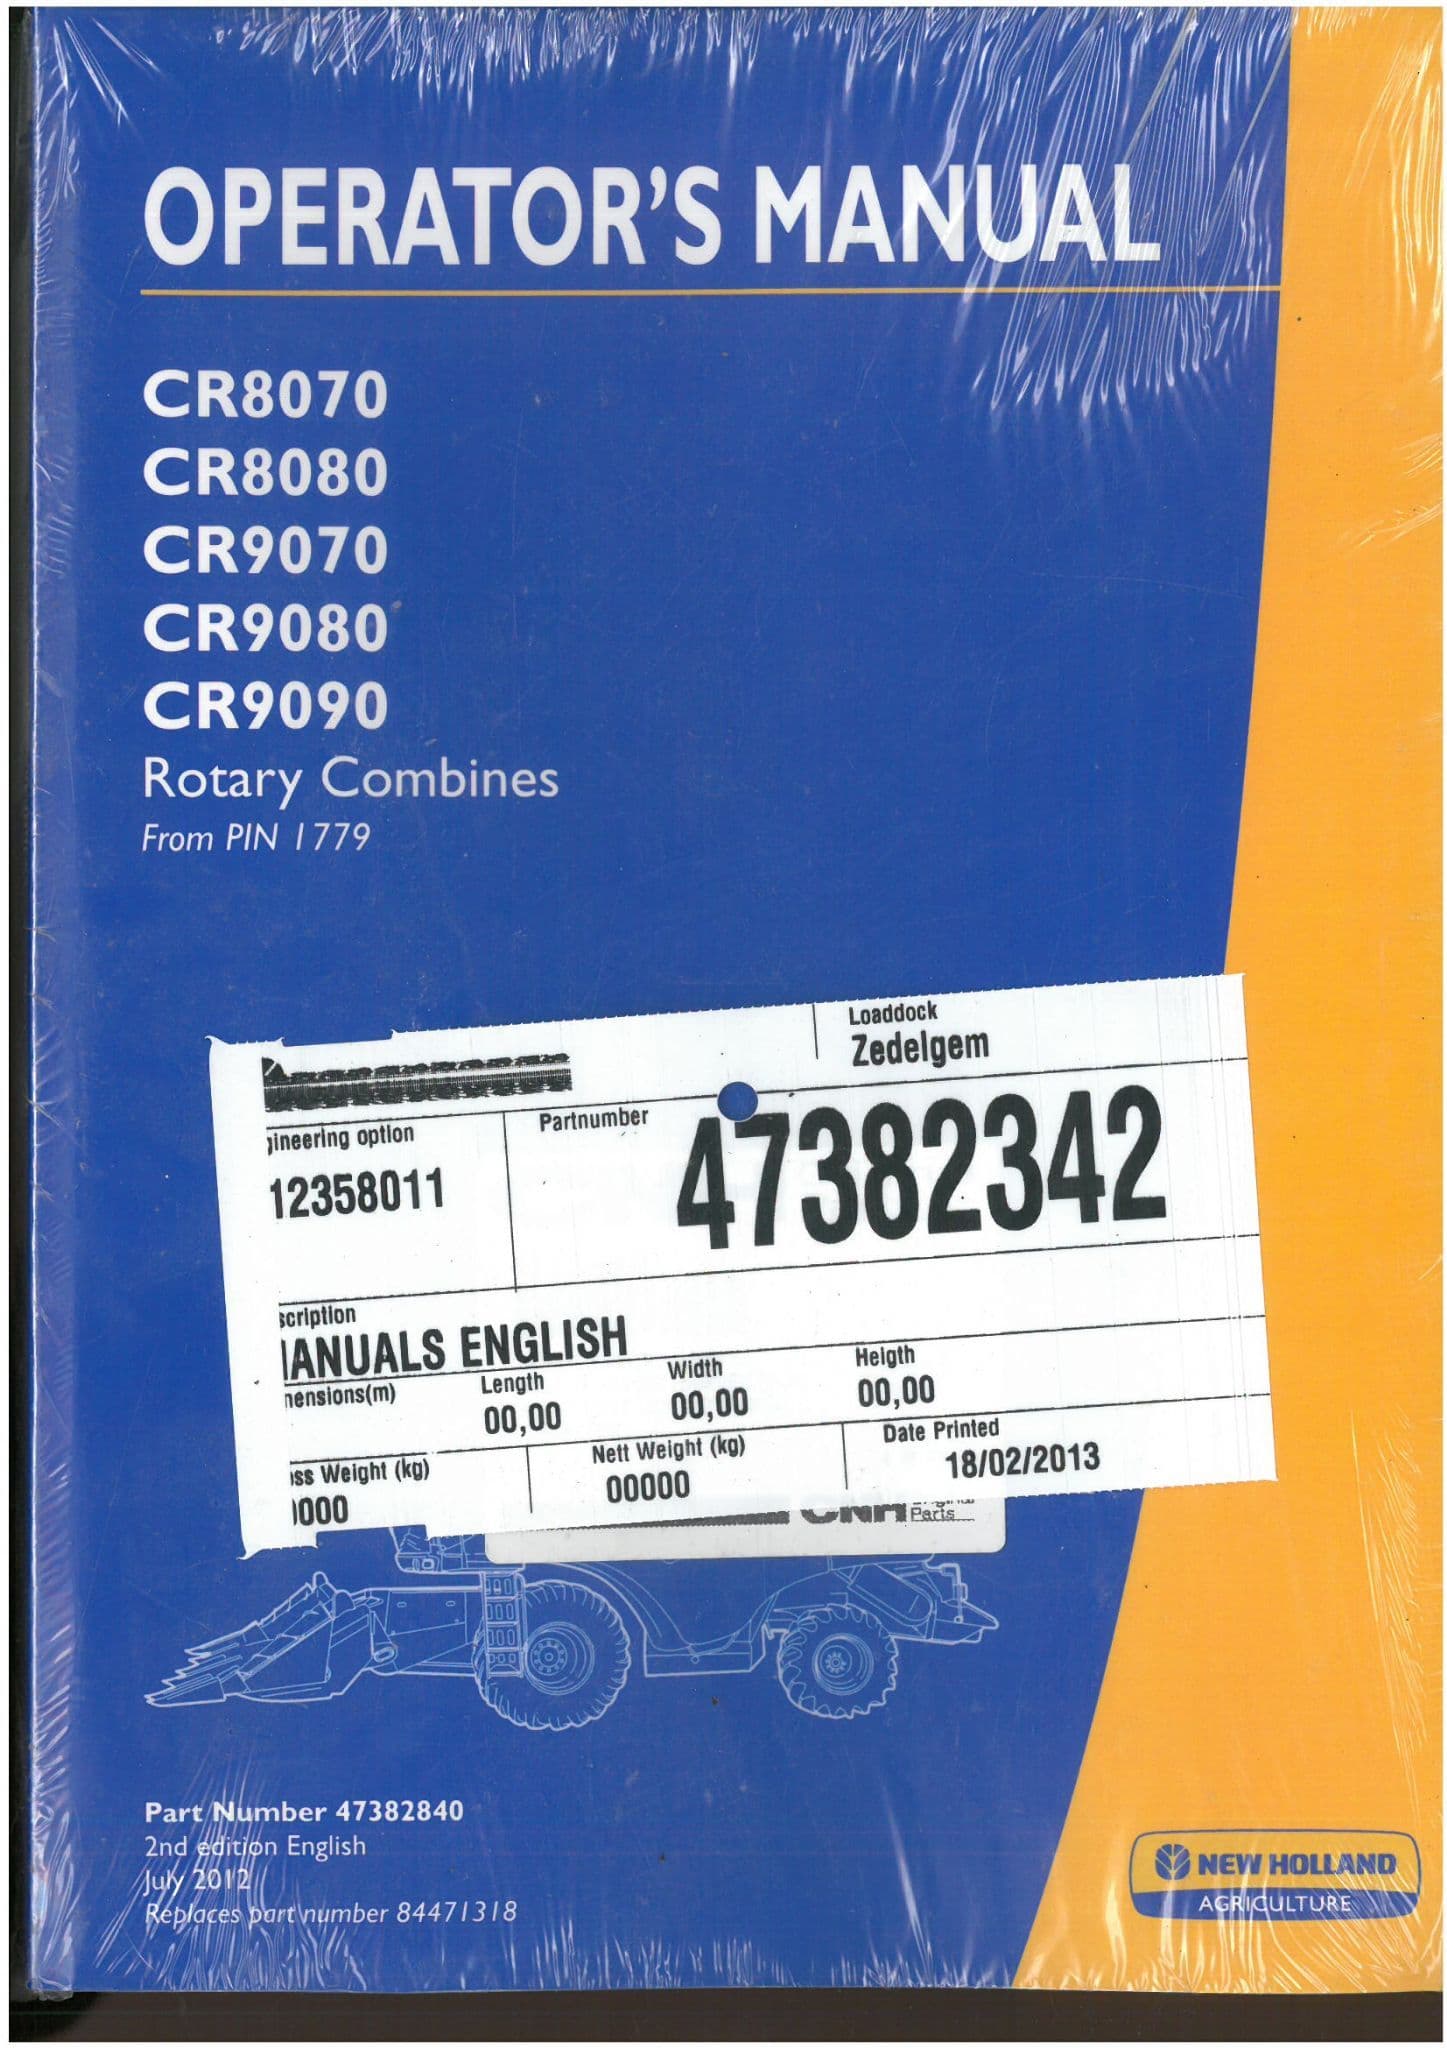 OPERATOR'S MANUAL
CR8070
CR8080
CR9070
CR9080
CR9090
Rotary Combines
From PIN 1779
Loaddock
Zedelgem
gineering option
12358011
Partnumber
47382342
scription
ANUALS ENGLISH
mensions(m)
Length
00,00
Width
00,00
Heigth
00,00
ss Weight (kg)
000
Nett Weight (kg)
00000
Date Printed
18/02/2013
CNH
Parts
Part Number 47382840
2nd edition English
July 2012
Replaces part number 84471318
NEW HOLLAND
AGRICULTURE